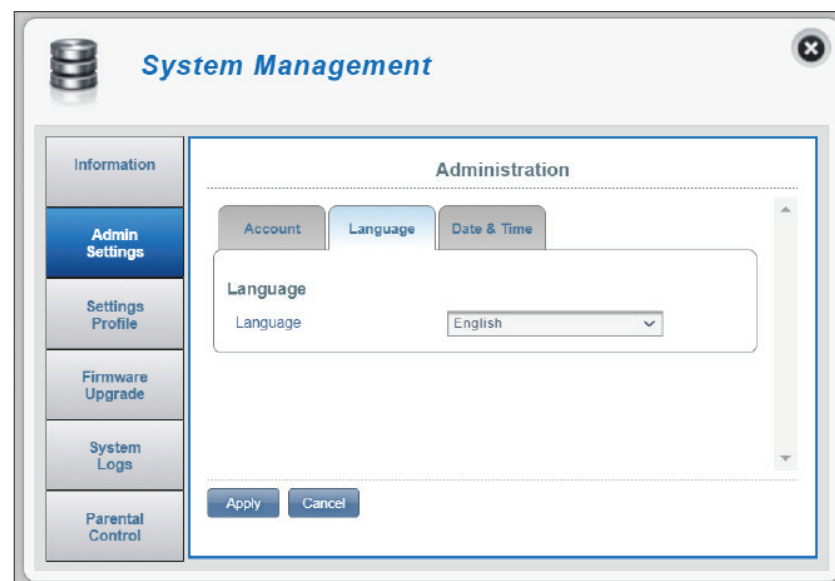 System Management
Information
Admin
Settings
Settings
Profile
Firmware
Upgrade
System
Logs
Parental
Control
Administration
Account
Language
Date & Time
Language
Language
English
Apply
Cancel